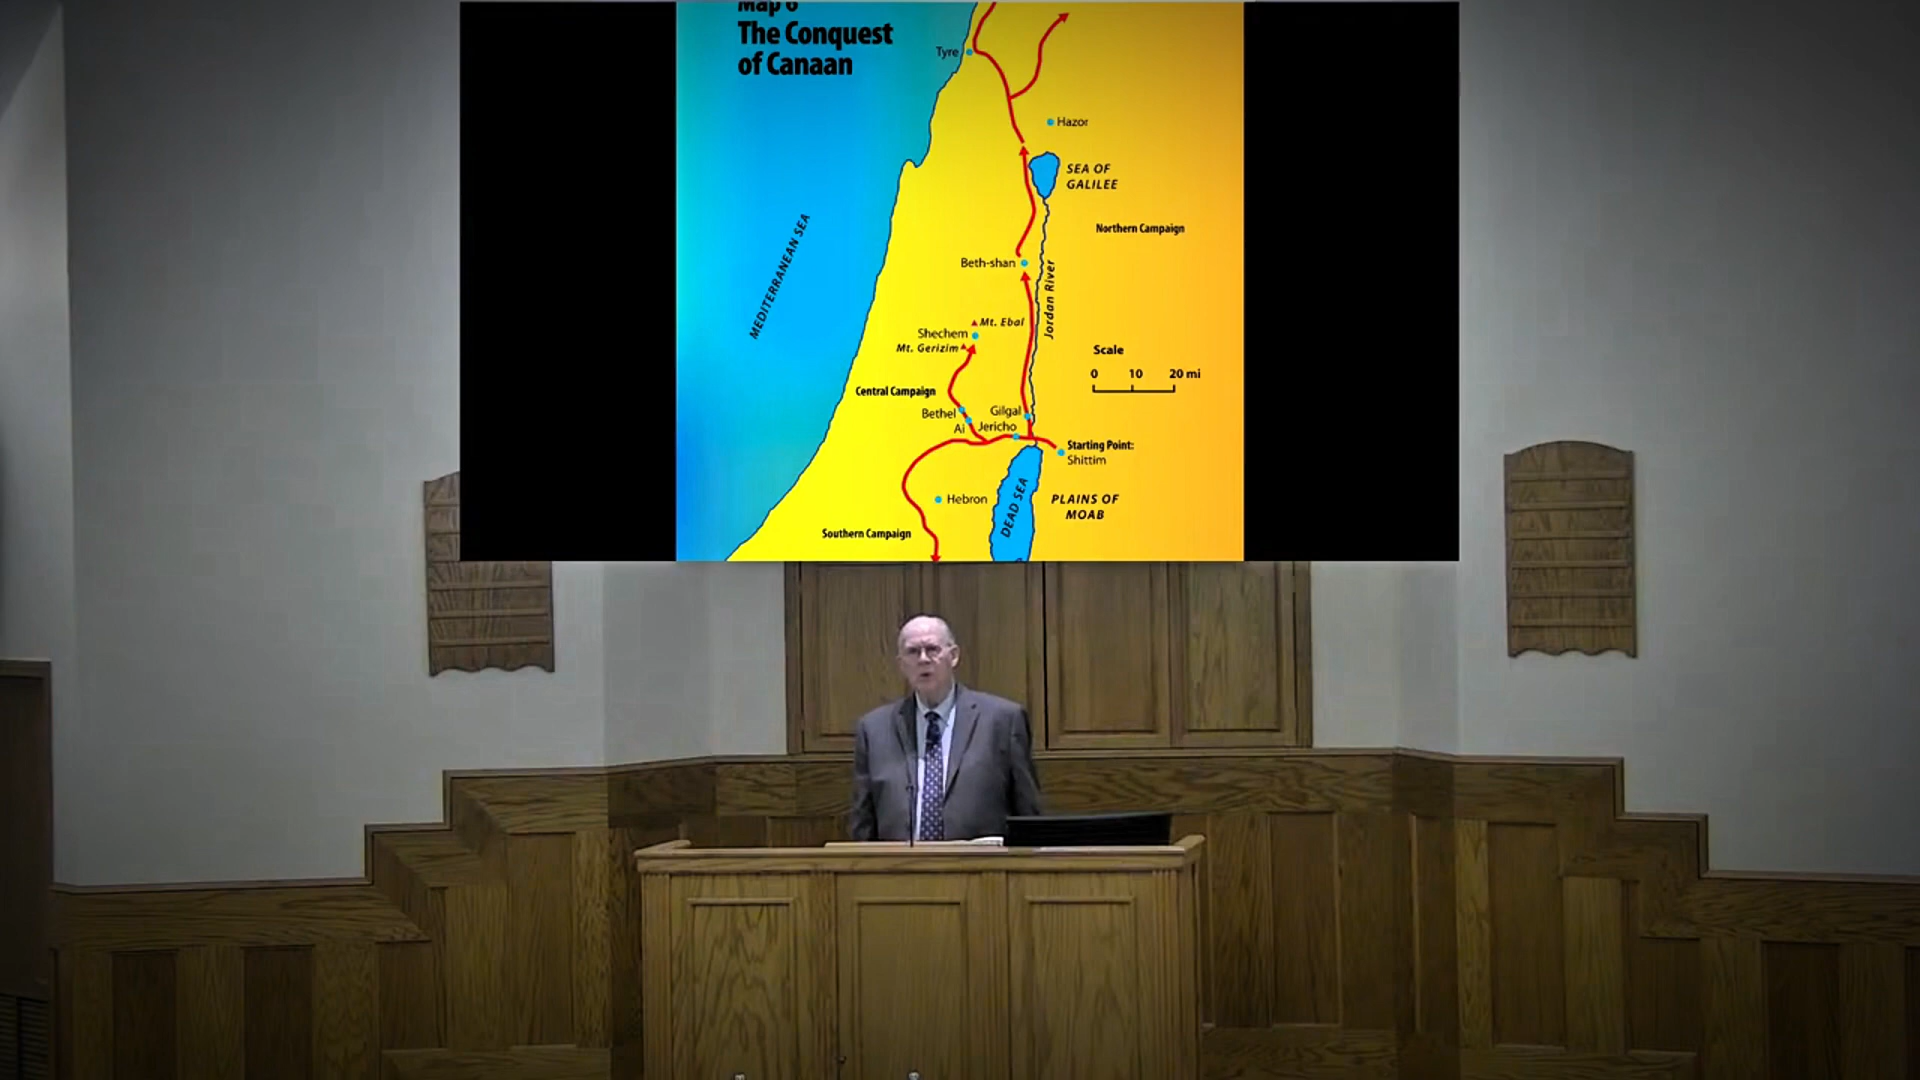 Map 6
The Conquest
of Canaan
Tyre
Hazor
SEA OF
GALILEE
MEDITERRANEAN SEA
Northern Campaign
Beth-shan
Jordan River
Mt. Ebal
Shechem
Mt. Gerizim
Scale
0 10 20 mi
Central Campaign
Bethel
Gilgal
Ai
Jericho
Starting Point:
Shittim
Hebron
DEAD SEA
PLAINS OF
MOAB
Southern Campaign